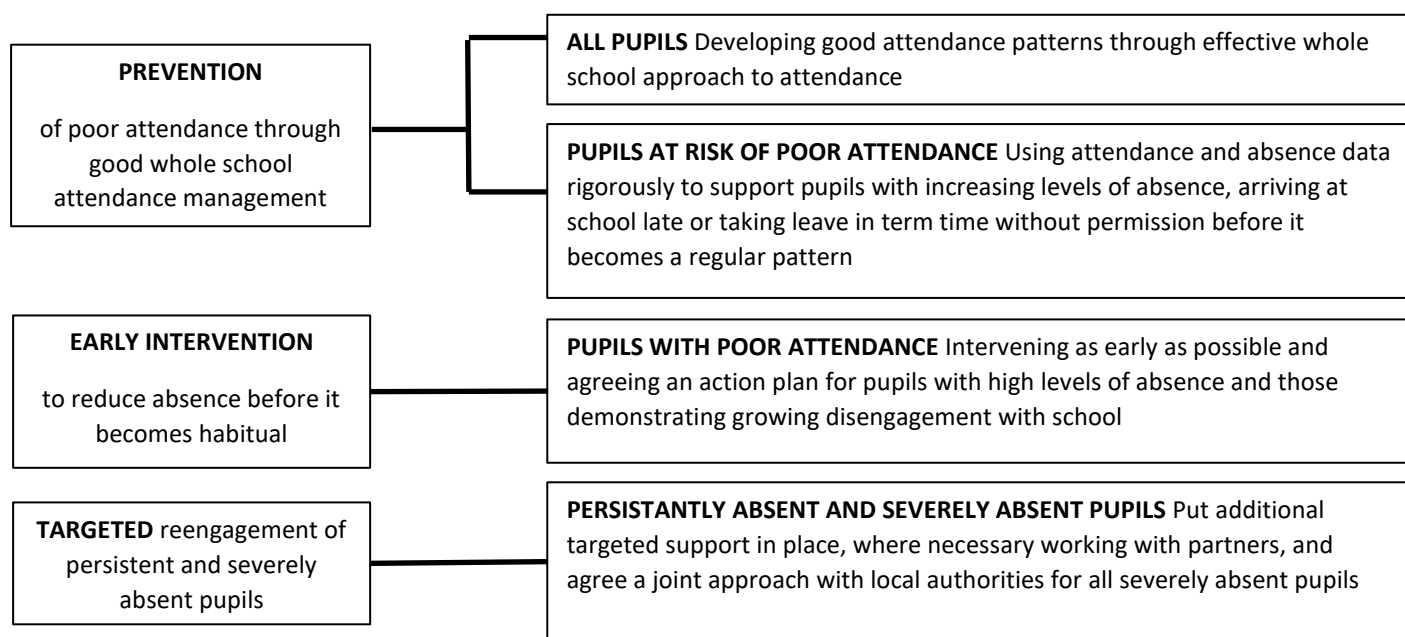 PREVENTION
of poor attendance through
good whole school
attendance management
ALL PUPILS Developing good attendance patterns through effective whole
school approach to attendance
PUPILS AT RISK OF POOR ATTENDANCE Using attendance and absence data
rigorously to support pupils with increasing levels of absence, arriving at
school late or taking leave in term time without permission before it
becomes a regular pattern
EARLY INTERVENTION
to reduce absence before it
becomes habitual
PUPILS WITH POOR ATTENDANCE Intervening as early as possible and
agreeing an action plan for pupils with high levels of absence and those
demonstrating growing disengagement with school
TARGETED reengagement of
persistent and severely
absent pupils
PERSISTANTLY ABSENT AND SEVERELY ABSENT PUPILS Put additional
targeted support in place, where necessary working with partners, and
agree a joint approach with local authorities for all severely absent pupils